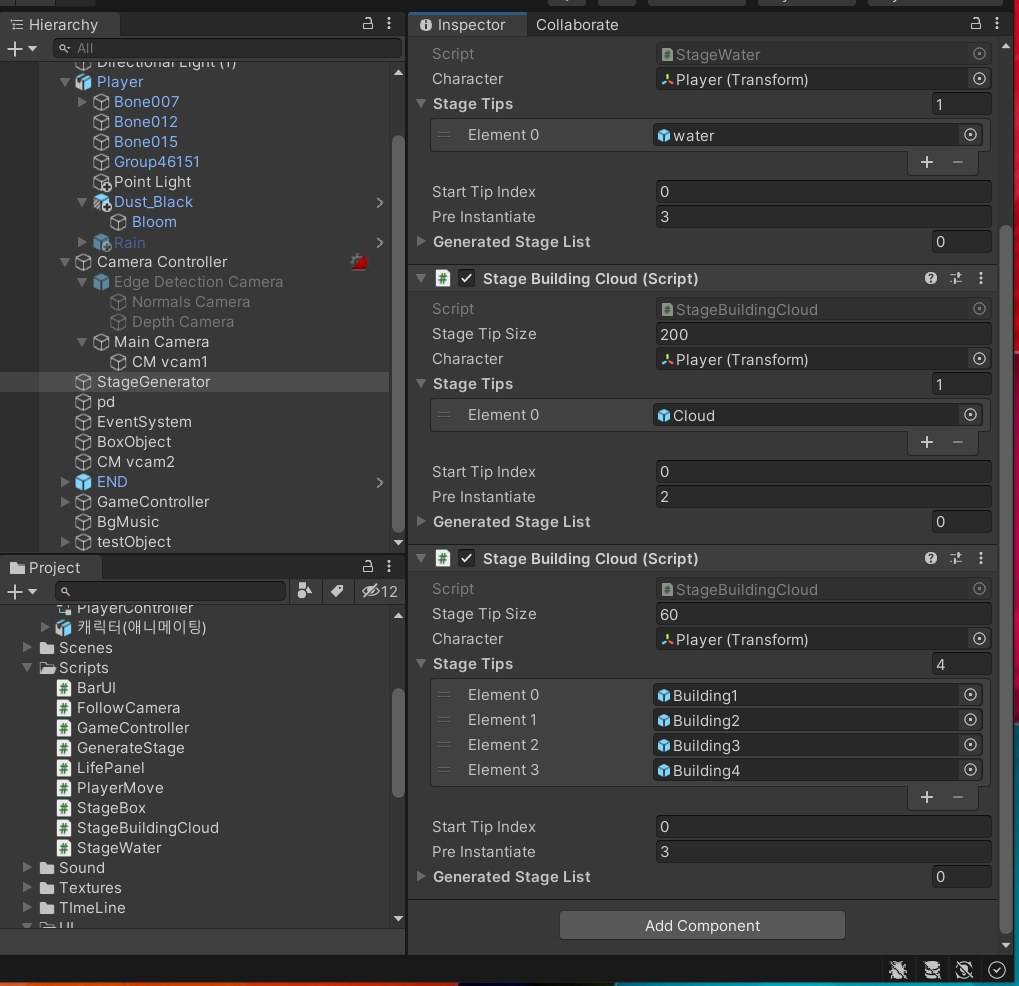 Hierarchy
All
Directional Light (1)
Player
Bone007
Bone012
Bone015
Group46151
Point Light
Dust_Black
Bloom
Rain
Camera Controller
Edge Detection Camera
Normals Camera
Depth Camera
Main Camera
CM vcam1
StageGenerator
pd
EventSystem
BoxObject
CM vcam2
END
GameController
BgMusic
testObject
Project
12
PlayerController
캐릭터(애니메이팅)
Scenes
Scripts
BarUI
FollowCamera
GameController
GenerateStage
LifePanel
PlayerMove
StageBox
StageBuildingCloud
StageWater
Sound
Textures
TImeLine
UI
Inspector
Collaborate
Script StageWater
Character Player (Transform)
Stage Tips 1
Element 0 water
Start Tip Index 0
Pre Instantiate 3
Generated Stage List 0
# Stage Building Cloud (Script)
Script StageBuildingCloud
Stage Tip Size 200
Character Player (Transform)
Stage Tips 1
Element 0 Cloud
Start Tip Index 0
Pre Instantiate 2
Generated Stage List 0
# Stage Building Cloud (Script)
Script StageBuildingCloud
Stage Tip Size 60
Character Player (Transform)
Stage Tips 4
Element 0 Building1
Element 1 Building2
Element 2 Building3
Element 3 Building4
Start Tip Index 0
Pre Instantiate 3
Generated Stage List 0
Add Component